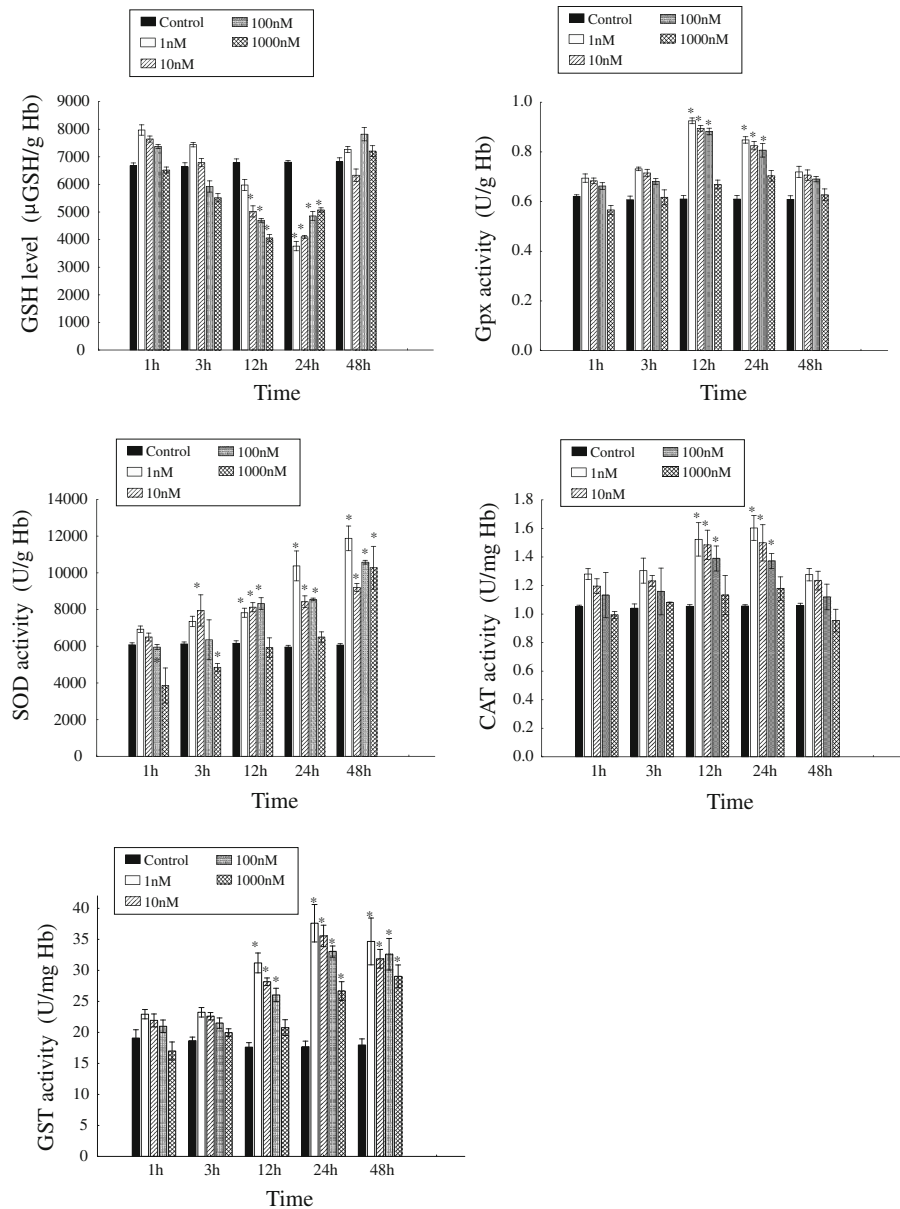 Control
1nM
10nM
100nM
1000nM
GSH level (μGSH/g Hb)
9000
8000
7000
6000
5000
4000
3000
2000
1000
0
* * * *
* * * *
1h 3h 12h 24h 48h
Time
Control
1nM
10nM
100nM
1000nM
Gpx activity (U/g Hb)
1.0
0.8
0.6
0.4
0.2
0.0
* * *
* * *
1h 3h 12h 24h 48h
Time
Control
1nM
10nM
100nM
1000nM
SOD activity (U/g Hb)
14000
12000
10000
8000
6000
4000
2000
0
*
* *
* * *
* * *
* * * *
1h 3h 12h 24h 48h
Time
Control
1nM
10nM
100nM
1000nM
CAT activity (U/mg Hb)
1.8
1.6
1.4
1.2
1.0
0.8
0.6
0.4
0.2
0.0
* * *
* * *
1h 3h 12h 24h 48h
Time
Control
1nM
10nM
100nM
1000nM
GST activity (U/mg Hb)
40
35
30
25
20
15
10
5
0
* * *
* * * *
* * * *
1h 3h 12h 24h 48h
Time